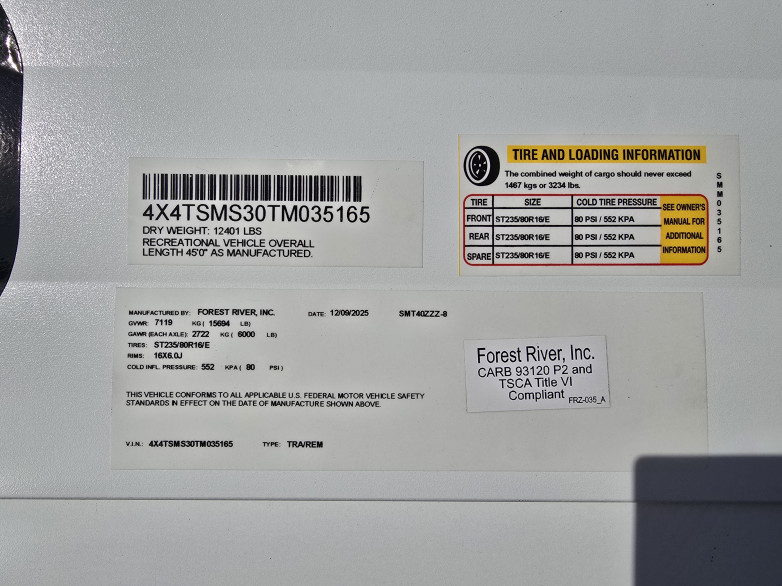 4X4TSMS30TM035165
DRY WEIGHT: 12401 LBS
RECREATIONAL VEHICLE OVERALL
LENGTH 45'0" AS MANUFACTURED.
TIRE AND LOADING INFORMATION
The combined weight of cargo should never exceed
1467 kgs or 3234 lbs.
TIRE SIZE COLD TIRE PRESSURE SEE OWNER'S MANUAL FOR ADDITIONAL INFORMATION
FRONT ST235/80R16/E 80 PSI / 552 KPA
REAR ST235/80R16/E 80 PSI / 552 KPA
SPARE ST235/80R16/E 80 PSI / 552 KPA
SMM035165
MANUFACTURED BY: FOREST RIVER, INC. DATE: 12/09/2025 SMT40ZZZ-8
GVWR: 7119 KG ( 15694 LB)
GAWR (EACH AXLE): 2722 KG ( 6000 LB)
TIRES: ST235/80R16/E
RIMS: 16X6.0J
COLD INFL. PRESSURE: 552 KPA ( 80 PSI )
THIS VEHICLE CONFORMS TO ALL APPLICABLE U.S. FEDERAL MOTOR VEHICLE SAFETY
STANDARDS IN EFFECT ON THE DATE OF MANUFACTURE SHOWN ABOVE.
V.I.N.: 4X4TSMS30TM035165 TYPE: TRA/REM
Forest River, Inc.
CARB 93120 P2 and
TSCA Title VI
Compliant
FRZ-035_A